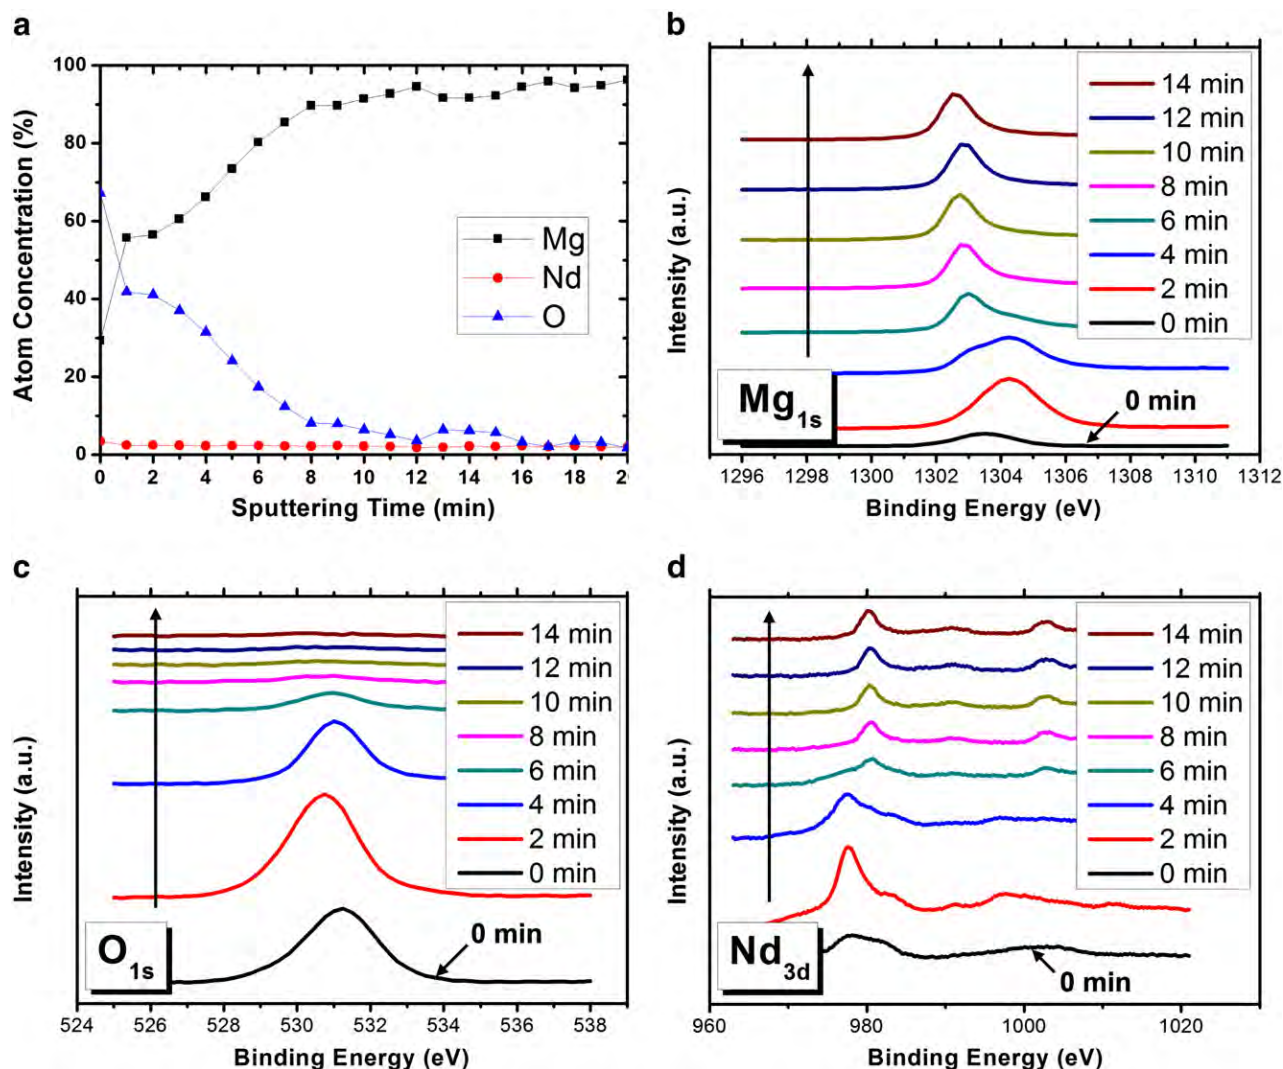 a
100
80
60
40
20
0
Atom Concentration (%)
Mg
Nd
O
0 2 4 6 8 10 12 14 16 18 20
Sputtering Time (min)
b
Intensity (a.u.)
14 min
12 min
10 min
8 min
6 min
4 min
2 min
0 min
Mg1s
0 min
1296 1298 1300 1302 1304 1306 1308 1310 1312
Binding Energy (eV)
c
Intensity (a.u.)
14 min
12 min
10 min
8 min
6 min
4 min
2 min
0 min
O1s
0 min
524 526 528 530 532 534 536 538
Binding Energy (eV)
d
Intensity (a.u.)
14 min
12 min
10 min
8 min
6 min
4 min
2 min
0 min
Nd3d
0 min
960 980 1000 1020
Binding Energy (eV)